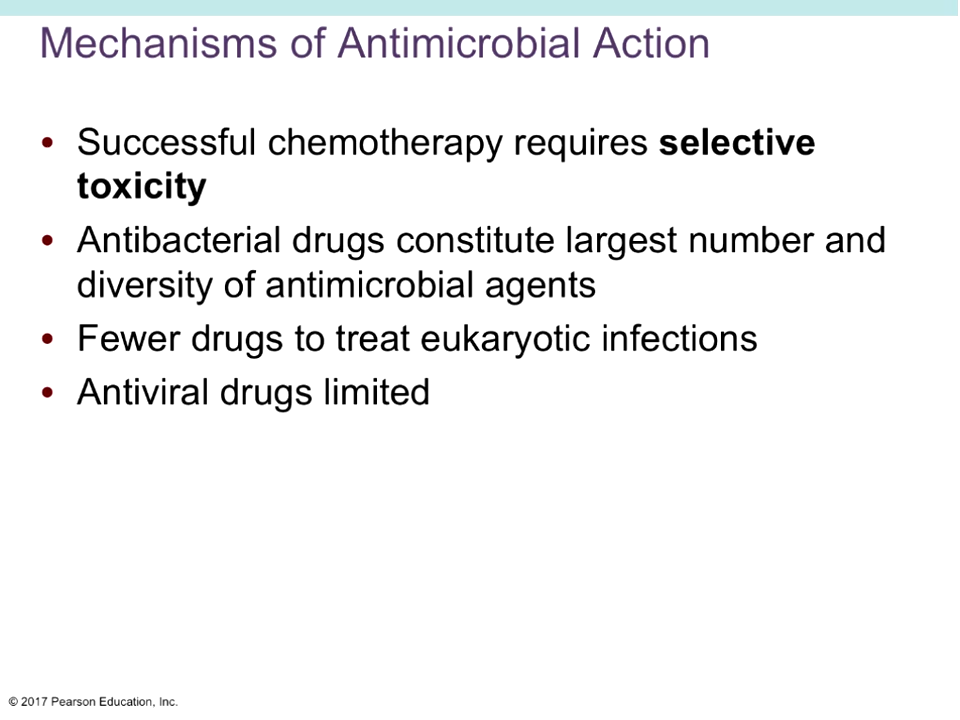 Mechanisms of Antimicrobial Action
• Successful chemotherapy requires selective
toxicity
• Antibacterial drugs constitute largest number and
diversity of antimicrobial agents
• Fewer drugs to treat eukaryotic infections
• Antiviral drugs limited
© 2017 Pearson Education, Inc.